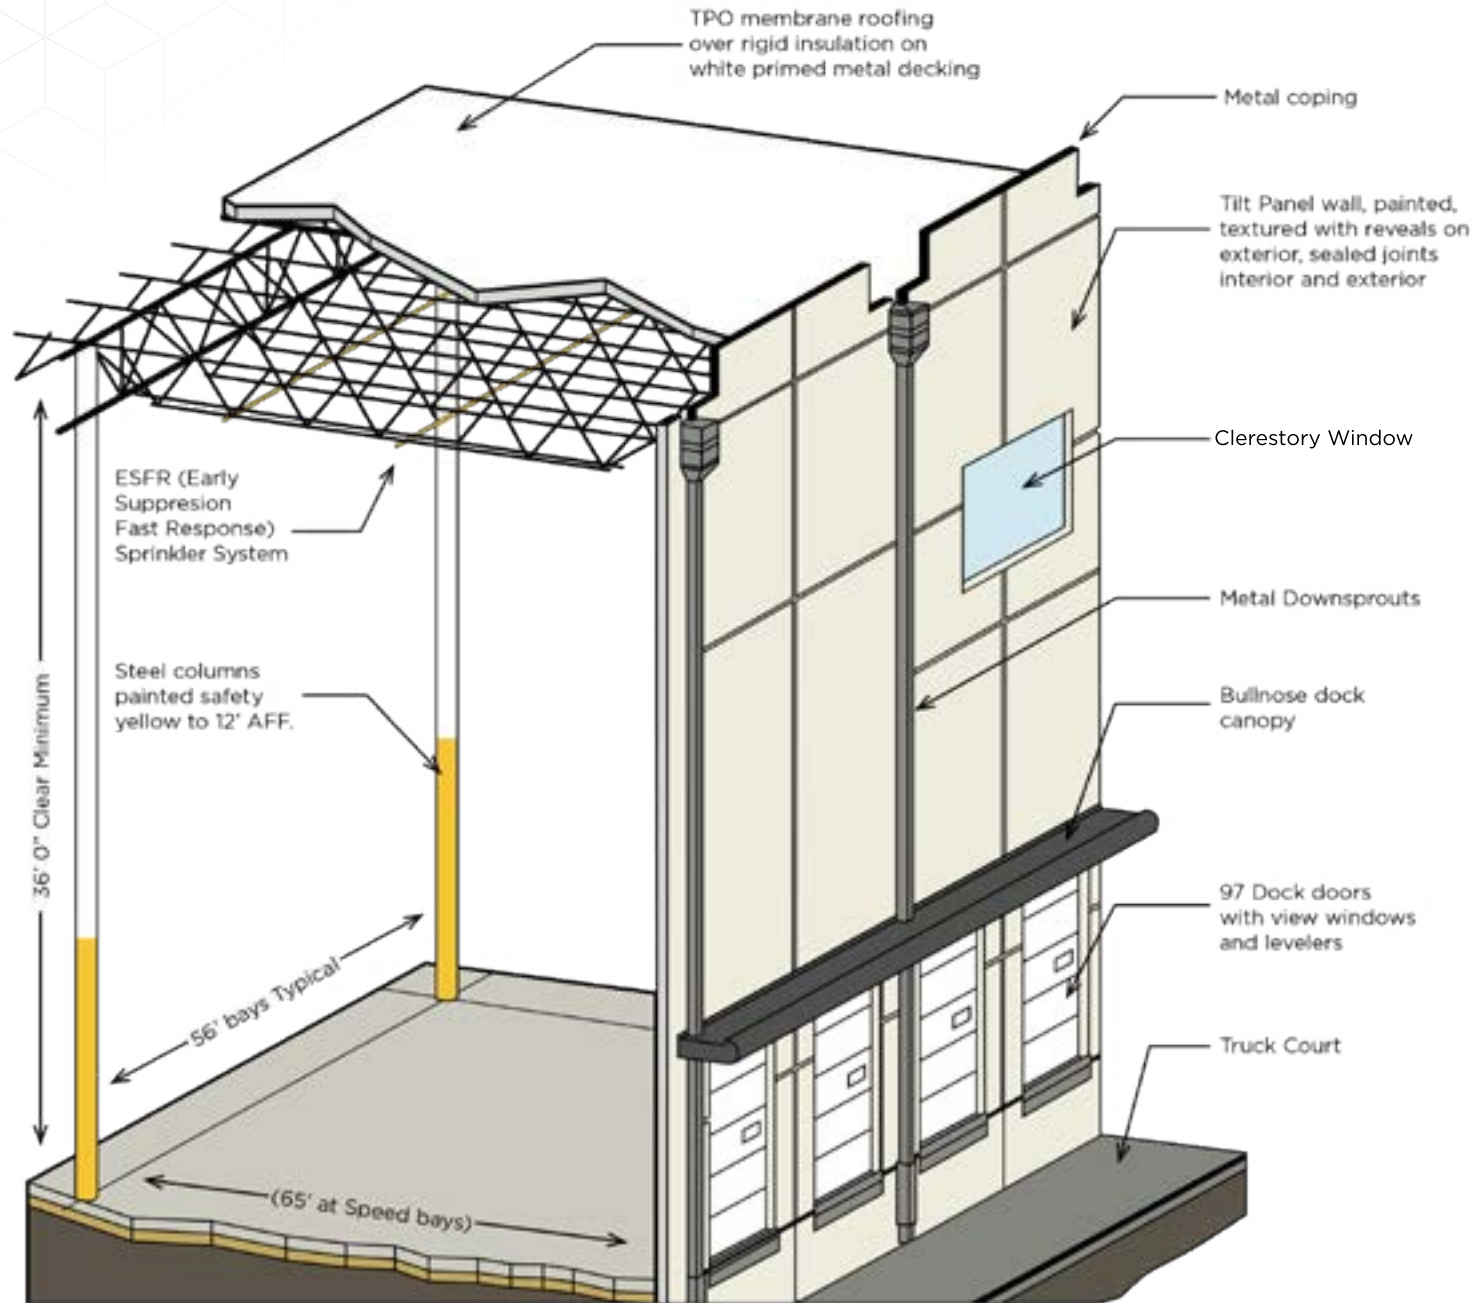 TPO membrane roofing
over rigid insulation on
white primed metal decking
Metal coping
Tilt Panel wall, painted,
textured with reveals on
exterior, sealed joints
interior and exterior
Clerestory Window
ESFR (Early
Suppresion
Fast Response)
Sprinkler System
Metal Downsprouts
Steel columns
painted safety
yellow to 12' AFF.
Bullnose dock
canopy
36' 0" Clear Minimum
97 Dock doors
with view windows
and levelers
56' bays Typical
Truck Court
(65' at Speed bays)